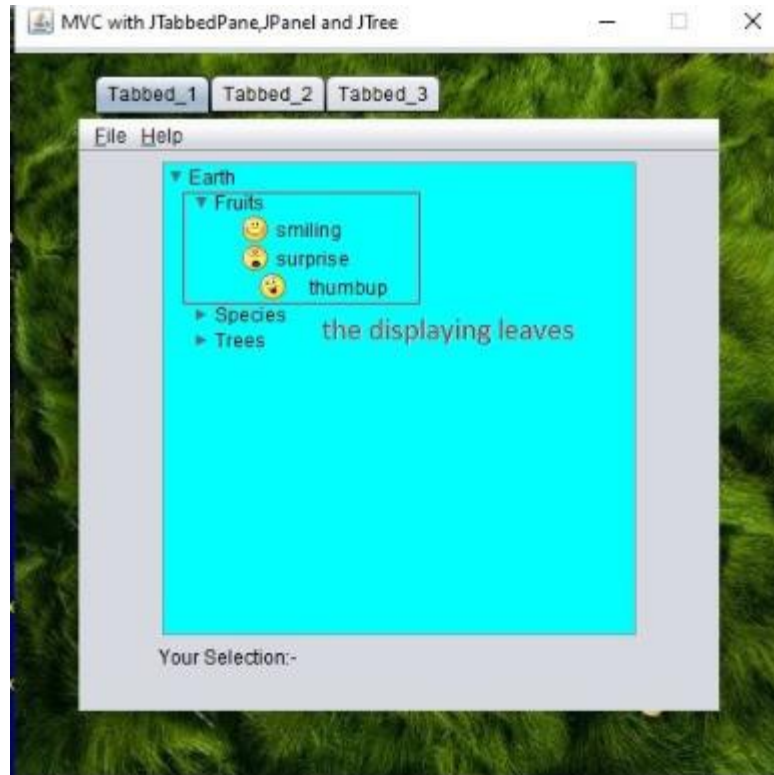 MVC with JTabbedPane,JPanel and JTree
Tabbed_1 Tabbed_2 Tabbed_3
File Help
Earth
Fruits
smiling
surprise
thumbup
Species
the displaying leaves
Trees
Your Selection:-